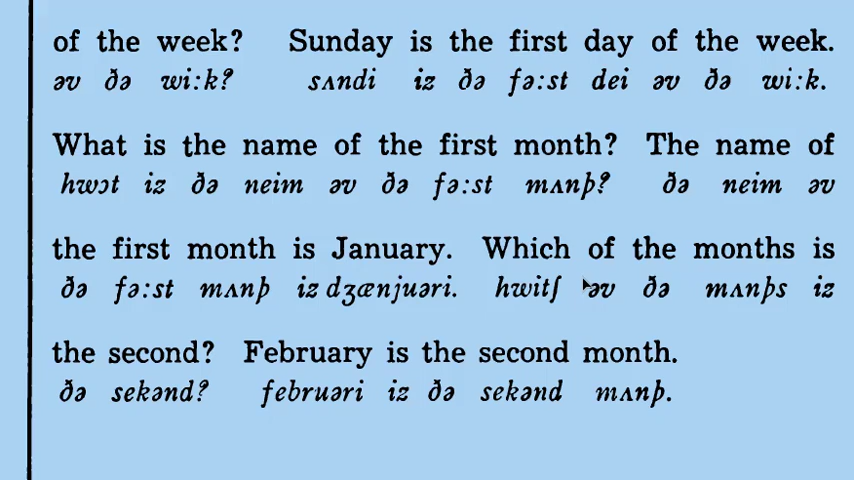 of the week? Sunday is the first day of the week.
əv ðə wi:k? sʌndi iz ðə fə:st dei əv ðə wi:k.
What is the name of the first month? The name of
hwɔt iz ðə neim əv ðə fə:st mʌnþ? ðə neim əv
the first month is January. Which of the months is
ðə fə:st mʌnþ iz dʒænjuəri. hwitʃ əv ðə mʌnþs iz
the second? February is the second month.
ðə sekənd? februəri iz ðə sekənd mʌnþ.